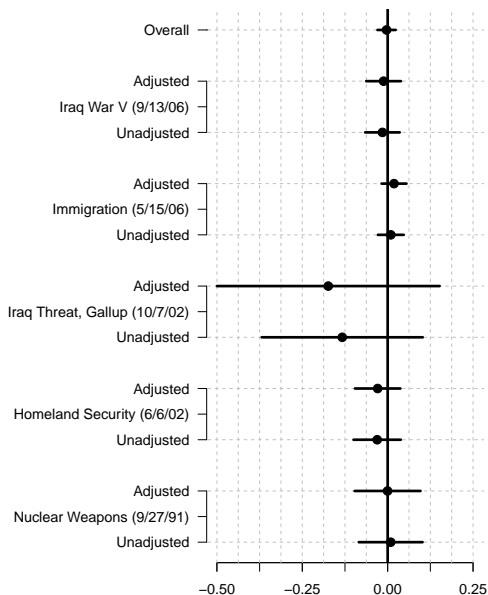 Overall
Adjusted
Iraq War V (9/13/06)
Unadjusted
Adjusted
Immigration (5/15/06)
Unadjusted
Adjusted
Iraq Threat, Gallup (10/7/02)
Unadjusted
Adjusted
Homeland Security (6/6/02)
Unadjusted
Adjusted
Nuclear Weapons (9/27/91)
Unadjusted
−0.50 −0.25 0.00 0.25